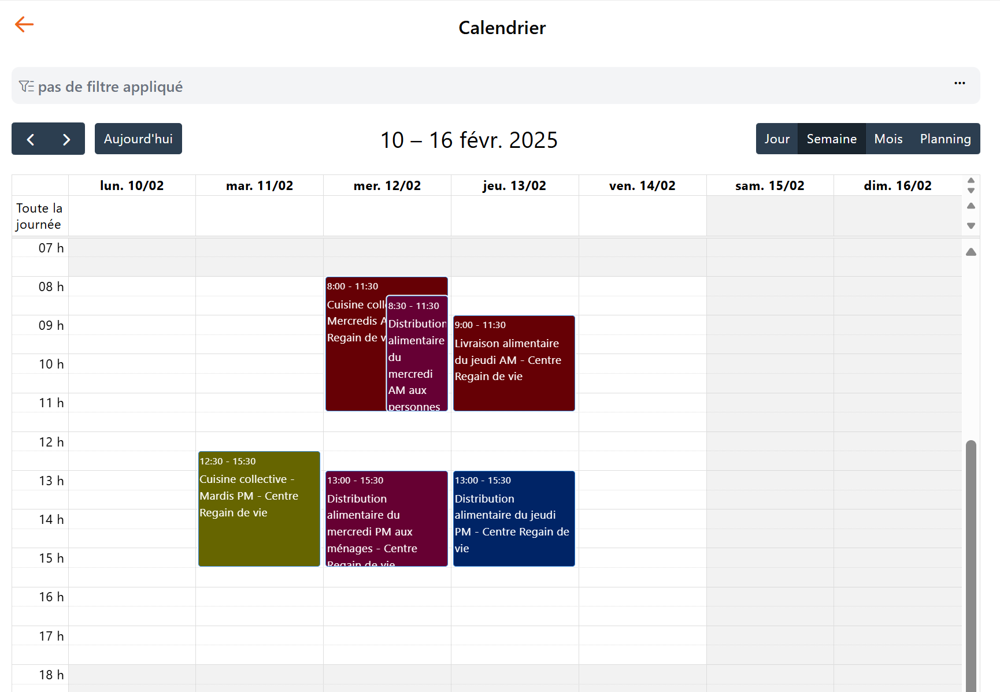 Calendrier
pas de filtre appliqué
Aujourd'hui
10 – 16 févr. 2025
Jour Semaine Mois Planning
lun. 10/02 mar. 11/02 mer. 12/02 jeu. 13/02 ven. 14/02 sam. 15/02 dim. 16/02
Toute la
journée
07 h
08 h
09 h
10 h
11 h
12 h
13 h
14 h
15 h
16 h
17 h
18 h
12:30 - 15:30
Cuisine collective -
Mardis PM - Centre
Regain de vie
8:00 - 11:30
Cuisine coll
Mercredis A
Regain de v
8:30 - 11:30
Distribution
alimentaire
du
mercredi
AM aux
personnes
13:00 - 15:30
Distribution
alimentaire du
mercredi PM aux
ménages - Centre
Regain de vie
9:00 - 11:30
Livraison alimentaire
du jeudi AM - Centre
Regain de vie
13:00 - 15:30
Distribution
alimentaire du jeudi
PM - Centre Regain de
vie